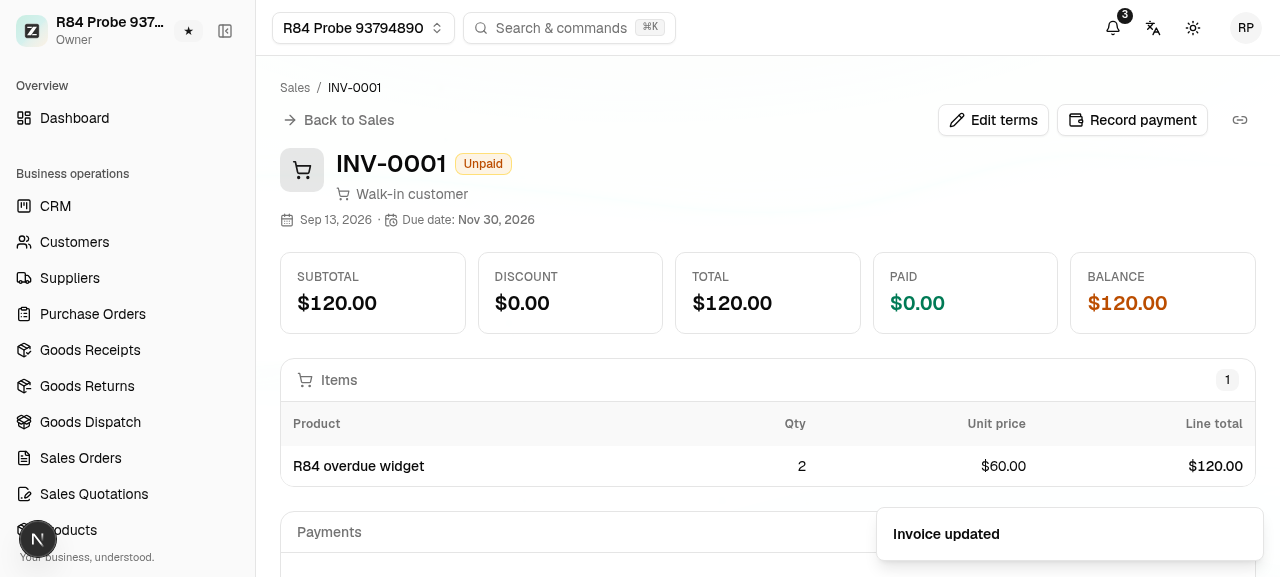 R84 Probe 937...
Owner
★
R84 Probe 93794890
Search & commands
⌘K
3
RP
Overview
Dashboard
Business operations
CRM
Customers
Suppliers
Purchase Orders
Goods Receipts
Goods Returns
Goods Dispatch
Sales Orders
Sales Quotations
oducts
Your business, understood.
N
Sales / INV-0001
Back to Sales
Edit terms
Record payment
INV-0001
Unpaid
Walk-in customer
Sep 13, 2026 · Due date: Nov 30, 2026
SUBTOTAL
$120.00
DISCOUNT
$0.00
TOTAL
$120.00
PAID
$0.00
BALANCE
$120.00
Items
1
Product Qty Unit price Line total
R84 overdue widget 2 $60.00 $120.00
Payments
Invoice updated